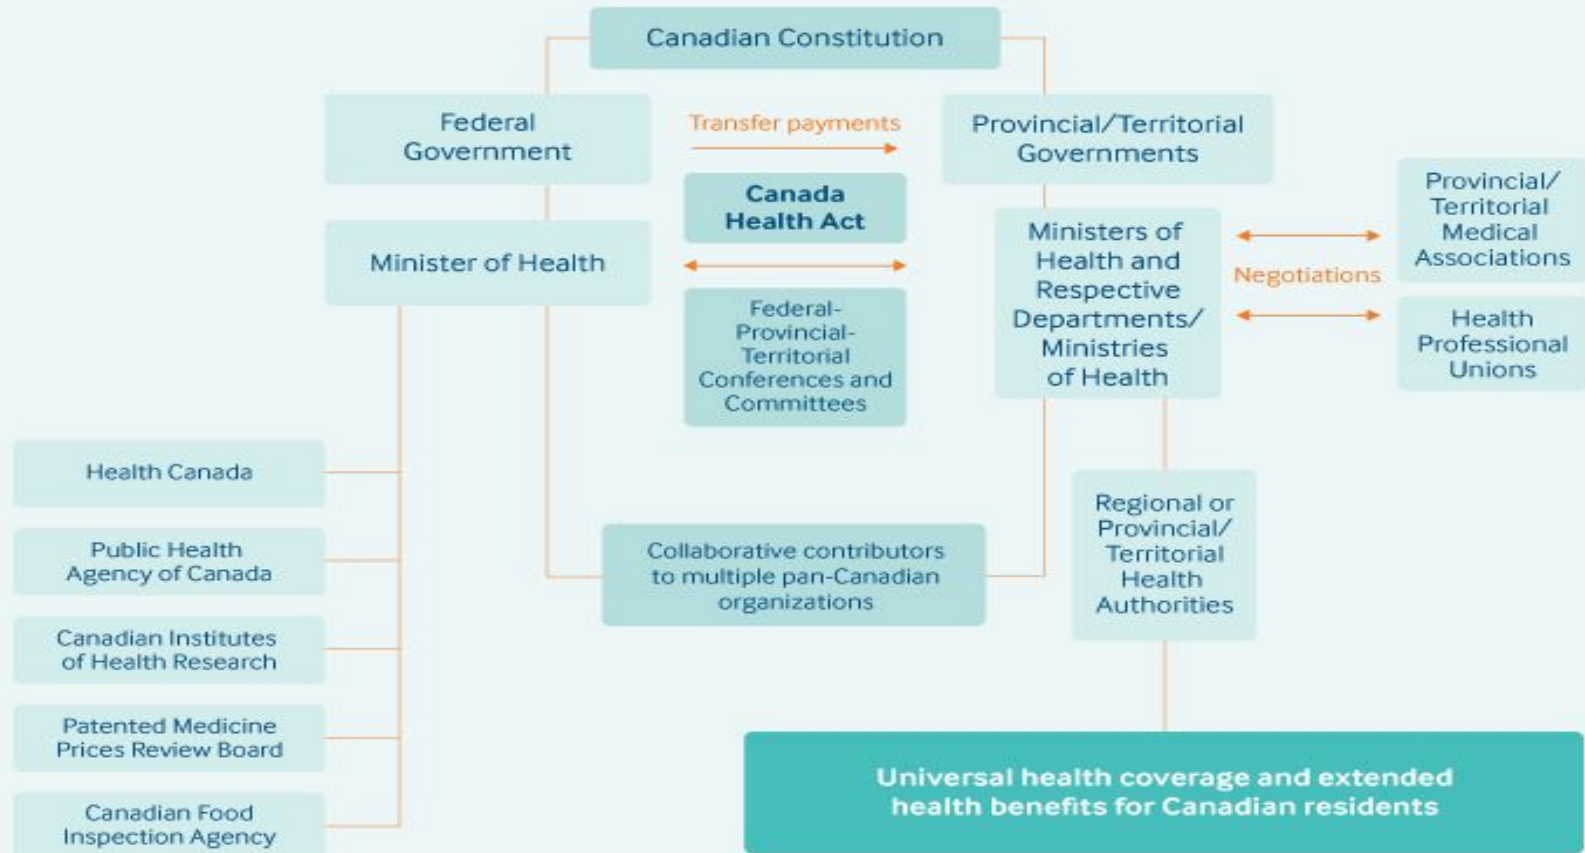 Canadian Constitution
Federal
Government
Transfer payments
Provincial/Territorial
Governments
Canada
Health Act
Minister of Health
Federal-
Provincial-
Territorial
Conferences and
Committees
Ministers of
Health and
Respective
Departments/
Ministries
of Health
Negotiations
Provincial/
Territorial
Medical
Associations
Health
Professional
Unions
Health Canada
Public Health
Agency of Canada
Canadian Institutes
of Health Research
Patented Medicine
Prices Review Board
Canadian Food
Inspection Agency
Collaborative contributors
to multiple pan-Canadian
organizations
Regional or
Provincial/
Territorial
Health
Authorities
Universal health coverage and extended
health benefits for Canadian residents